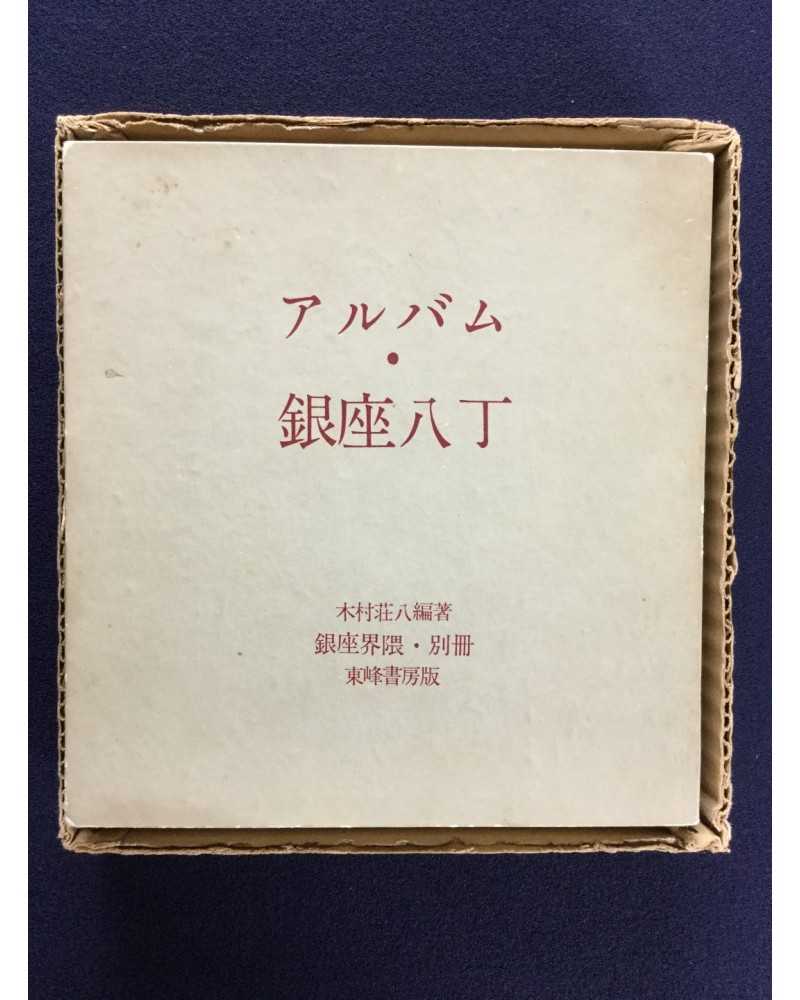 アルバム
・
銀座八丁
木村荘八編著
銀座界隈・別冊
東峰書房版